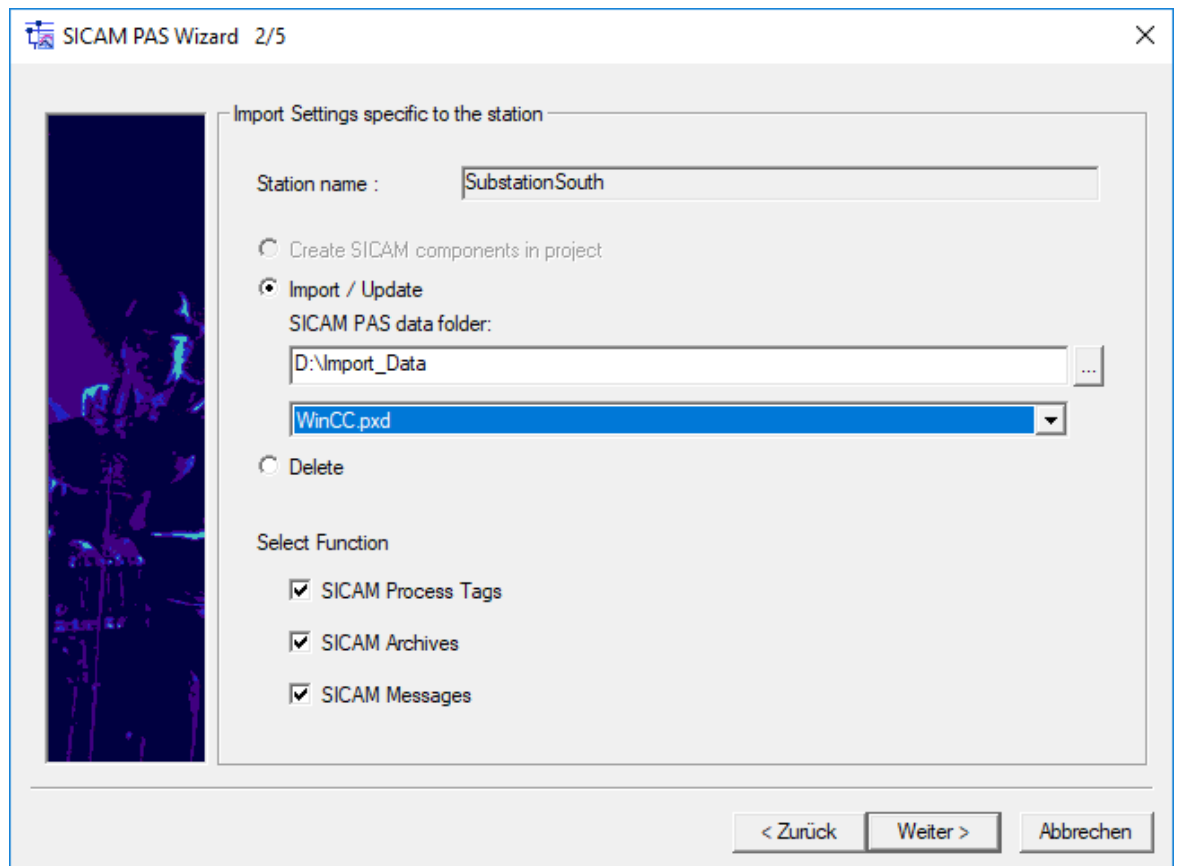 SICAM PAS Wizard 2/5
Import Settings specific to the station
Station name : SubstationSouth
Create SICAM components in project
Import / Update
SICAM PAS data folder:
D:\Import_Data
...
WinCC.pxd
Delete
Select Function
SICAM Process Tags
SICAM Archives
SICAM Messages
< Zurück Weiter > Abbrechen